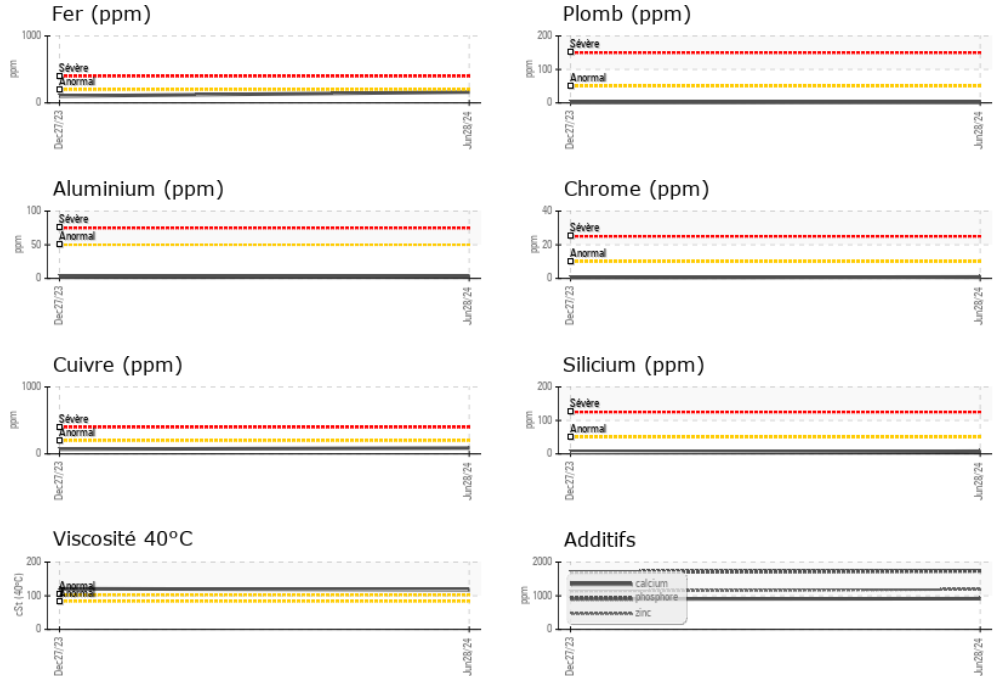 Fer (ppm)
1000
ppm
Sévère
Anormal
0
Dec27/23
Jun28/24
Plomb (ppm)
200
ppm
Sévère
100
Anormal
0
Dec27/23
Jun28/24
Aluminium (ppm)
100
ppm
Sévère
Anormal
50
0
Dec27/23
Jun28/24
Chrome (ppm)
40
ppm
Sévère
20
Anormal
0
Dec27/23
Jun28/24
Cuivre (ppm)
1000
ppm
Sévère
Anormal
0
Dec27/23
Jun28/24
Silicium (ppm)
200
ppm
Sévère
100
Anormal
0
Dec27/23
Jun28/24
Viscosité 40°C
200
cSt (40°C)
Anormal
100
Anormal
0
Dec27/23
Jun28/24
Additifs
2000
ppm
calcium
1000
phosphore
zinc
0
Dec27/23
Jun28/24